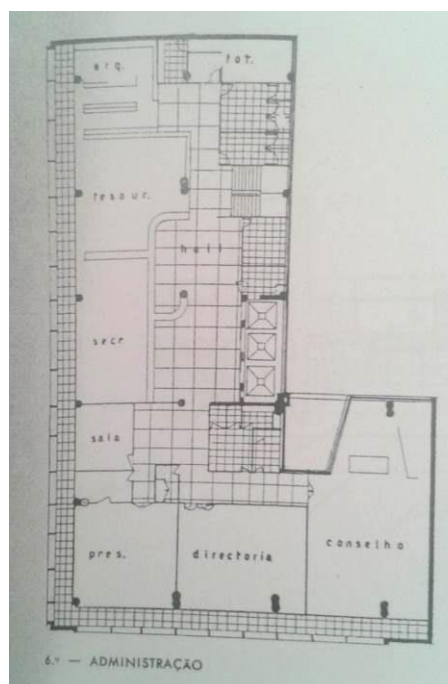 arq.
fot.
tesour.
hall
secr.
sala
pres.
directoria
conselho
6.º — ADMINISTRAÇÃO